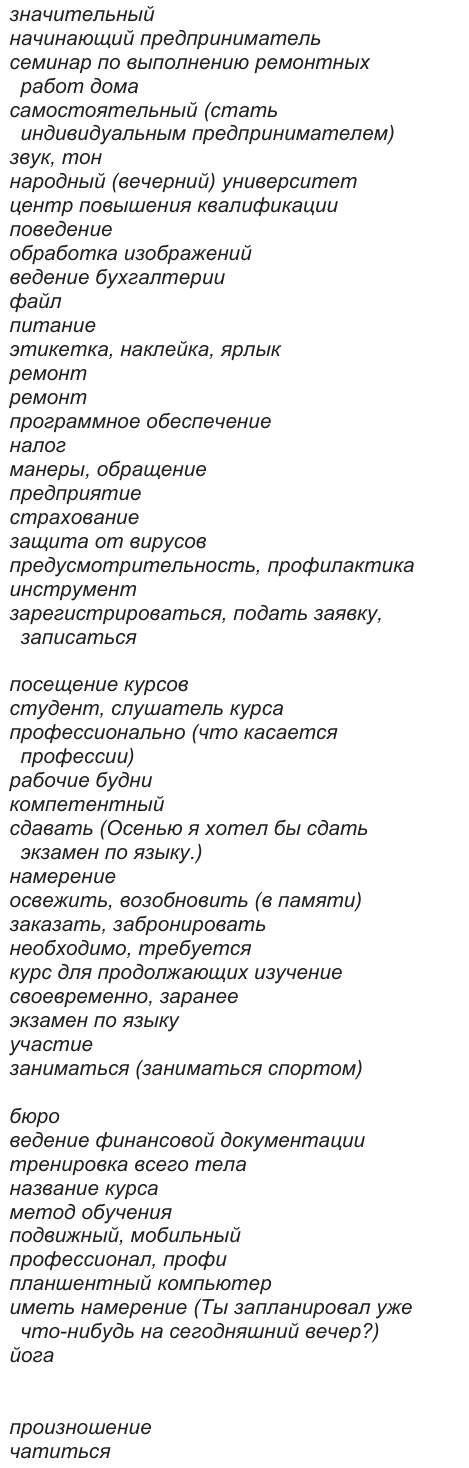 значительный
начинающий предприниматель
семинар по выполнению ремонтных
работ дома
самостоятельный (стать
индивидуальным предпринимателем)
звук, тон
народный (вечерний) университет
центр повышения квалификации
поведение
обработка изображений
ведение бухгалтерии
файл
питание
этикетка, наклейка, ярлык
ремонт
ремонт
программное обеспечение
налог
манеры, обращение
предприятие
страхование
защита от вирусов
предусмотрительность, профилактика
инструмент
зарегистрироваться, подать заявку,
записаться
посещение курсов
студент, слушатель курса
профессионально (что касается
профессии)
рабочие будни
компетентный
сдавать (Осенью я хотел бы сдать
экзамен по языку.)
намерение
освежить, возобновить (в памяти)
заказать, забронировать
необходимо, требуется
курс для продолжающих изучение
своевременно, заранее
экзамен по языку
участие
заниматься (заниматься спортом)
бюро
ведение финансовой документации
тренировка всего тела
название курса
метод обучения
подвижный, мобильный
профессионал, профи
планшентный компьютер
иметь намерение (Ты запланировал уже
что-нибудь на сегодняшний вечер?)
йога
произношение
чатиться